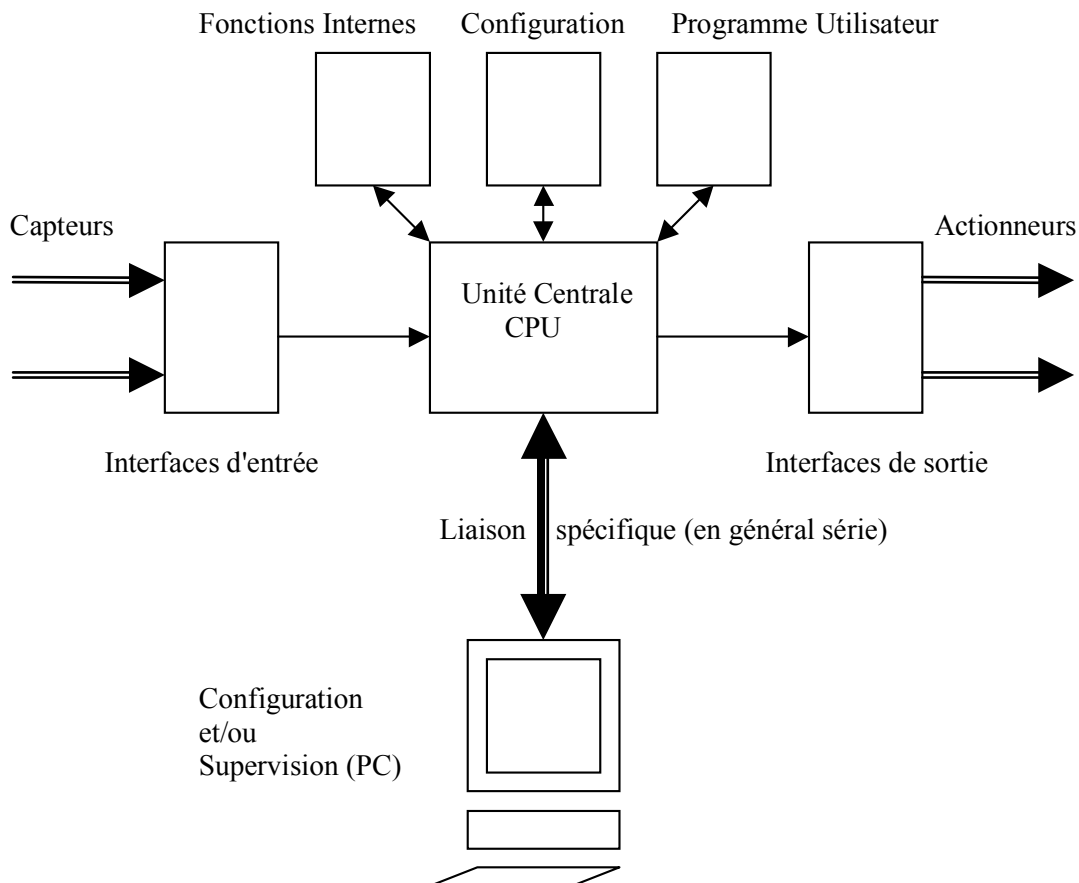 Fonctions Internes
Configuration
Programme Utilisateur
Capteurs
Actionneurs
Unité Centrale
CPU
Interfaces d'entrée
Interfaces de sortie
Liaison spécifique (en général série)
Configuration
et/ou
Supervision (PC)